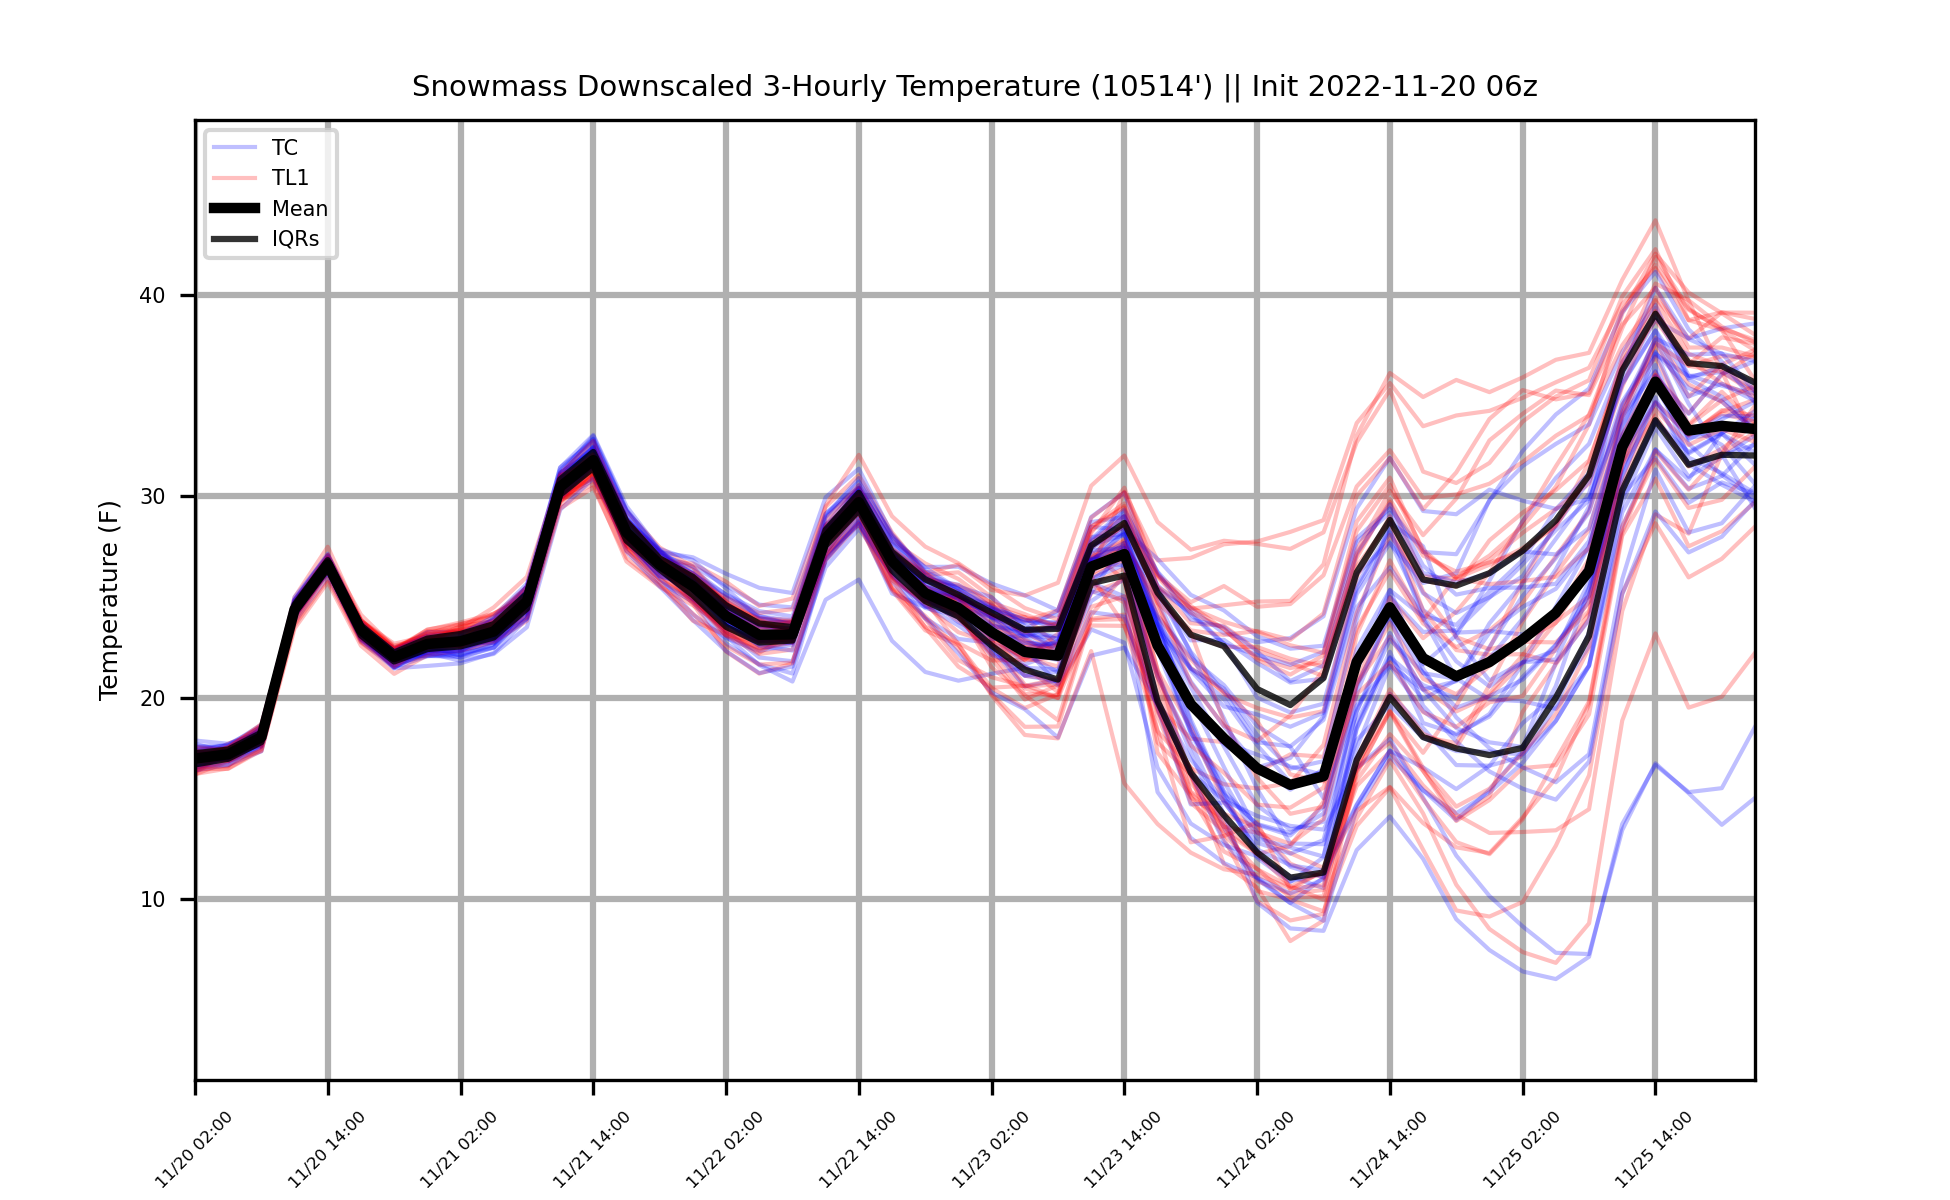 Snowmass Downscaled 3-Hourly Temperature (10514') || Init 2022-11-20 06z
TC
TL1
Mean
IQRs
Temperature (F)
40
30
20
10
11/20 02:00
11/20 14:00
11/21 02:00
11/21 14:00
11/22 02:00
11/22 14:00
11/23 02:00
11/23 14:00
11/24 02:00
11/24 14:00
11/25 02:00
11/25 14:00